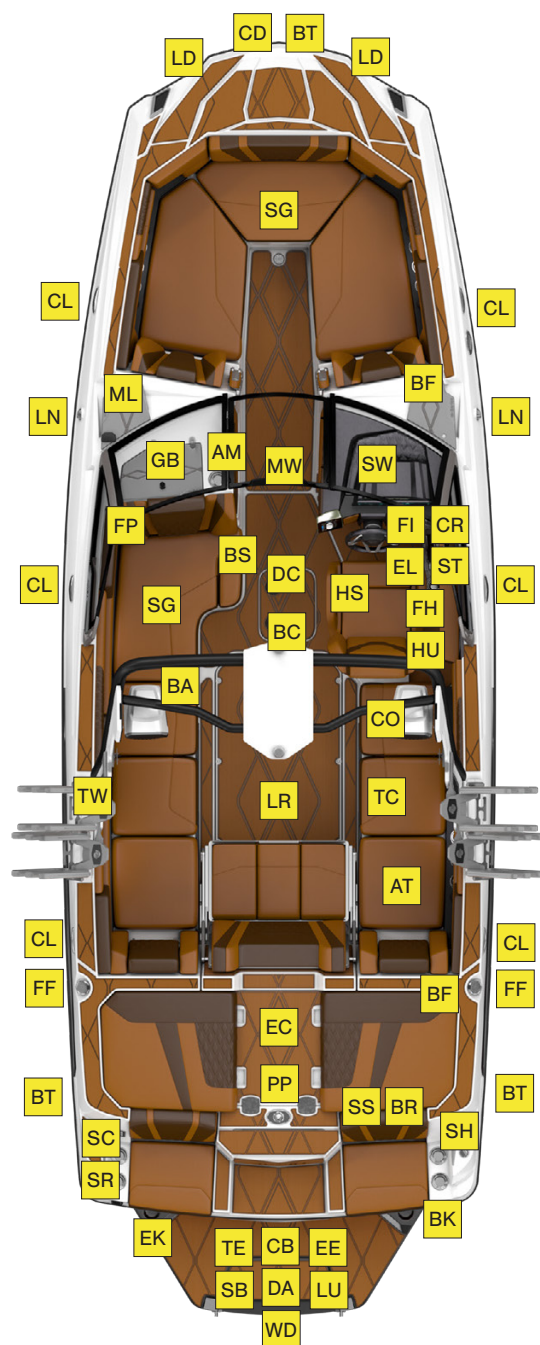 CD BT
LD LD
SG
CL CL
ML BF
LN LN
GB AM MW SW
FP FI CR
BS DC EL ST
CL SG HS FH CL
BC HU
BA CO
TW LR TC
AT
CL CL
FF BF FF
EC
PP
BT SS BR BT
SC SH
SR
EK BK
TE CB EE
SB DA LU
WD